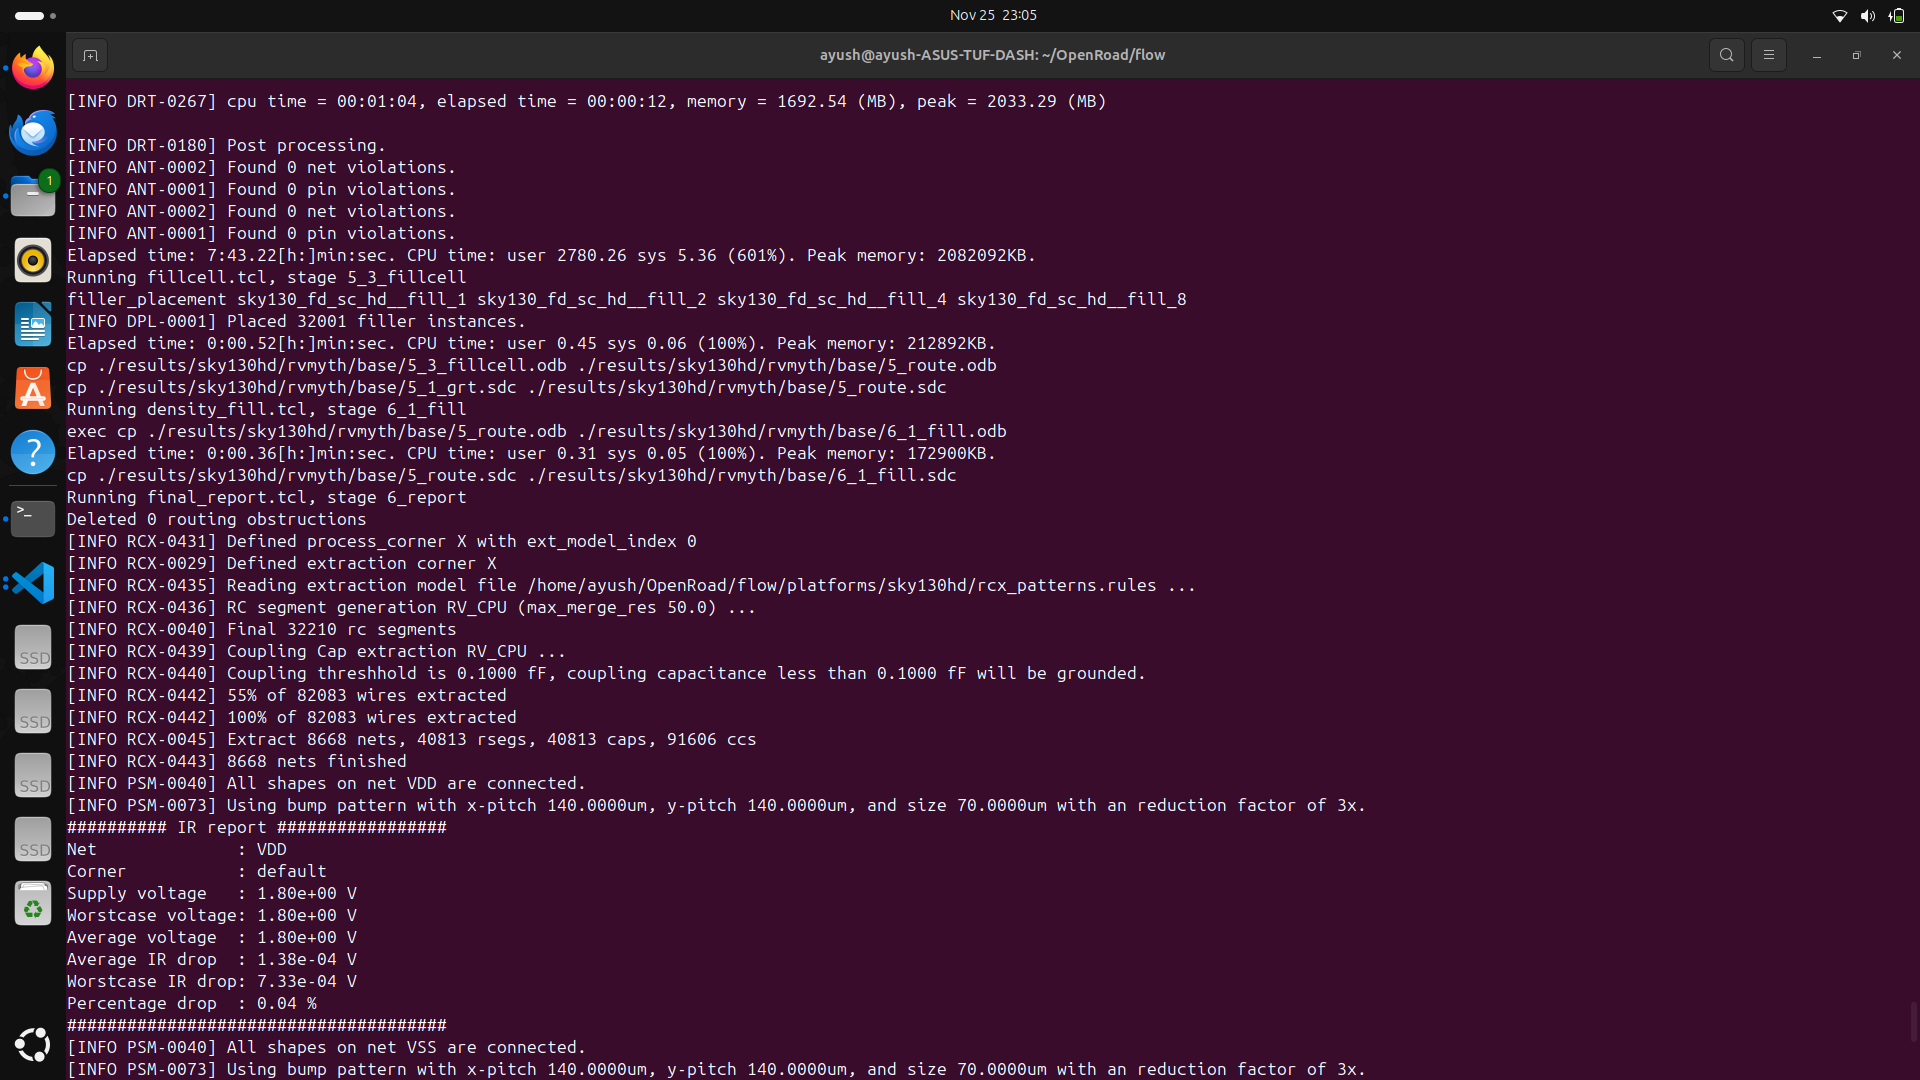 Nov 25 23:05
ayush@ayush-ASUS-TUF-DASH: ~/OpenRoad/flow
[INFO DRT-0267] cpu time = 00:01:04, elapsed time = 00:00:12, memory = 1692.54 (MB), peak = 2033.29 (MB)
[INFO DRT-0180] Post processing.
[INFO ANT-0002] Found 0 net violations.
[INFO ANT-0001] Found 0 pin violations.
[INFO ANT-0002] Found 0 net violations.
[INFO ANT-0001] Found 0 pin violations.
Elapsed time: 7:43.22[h:]min:sec. CPU time: user 2780.26 sys 5.36 (601%). Peak memory: 2082092KB.
Running fillcell.tcl, stage 5_3_fillcell
filler_placement sky130_fd_sc_hd__fill_1 sky130_fd_sc_hd__fill_2 sky130_fd_sc_hd__fill_4 sky130_fd_sc_hd__fill_8
[INFO DPL-0001] Placed 32001 filler instances.
Elapsed time: 0:00.52[h:]min:sec. CPU time: user 0.45 sys 0.06 (100%). Peak memory: 212892KB.
cp ./results/sky130hd/rvmyth/base/5_3_fillcell.odb ./results/sky130hd/rvmyth/base/5_route.odb
cp ./results/sky130hd/rvmyth/base/5_1_grt.sdc ./results/sky130hd/rvmyth/base/5_route.sdc
Running density_fill.tcl, stage 6_1_fill
exec cp ./results/sky130hd/rvmyth/base/5_route.odb ./results/sky130hd/rvmyth/base/6_1_fill.odb
Elapsed time: 0:00.36[h:]min:sec. CPU time: user 0.31 sys 0.05 (100%). Peak memory: 172900KB.
cp ./results/sky130hd/rvmyth/base/5_route.sdc ./results/sky130hd/rvmyth/base/6_1_fill.sdc
Running final_report.tcl, stage 6_report
Deleted 0 routing obstructions
[INFO RCX-0431] Defined process_corner X with ext_model_index 0
[INFO RCX-0029] Defined extraction corner X
[INFO RCX-0435] Reading extraction model file /home/ayush/OpenRoad/flow/platforms/sky130hd/rcx_patterns.rules ...
[INFO RCX-0436] RC segment generation RV_CPU (max_merge_res 50.0) ...
[INFO RCX-0040] Final 32210 rc segments
[INFO RCX-0439] Coupling Cap extraction RV_CPU ...
[INFO RCX-0440] Coupling threshhold is 0.1000 fF, coupling capacitance less than 0.1000 fF will be grounded.
[INFO RCX-0442] 55% of 82083 wires extracted
[INFO RCX-0442] 100% of 82083 wires extracted
[INFO RCX-0045] Extract 8668 nets, 40813 rsegs, 40813 caps, 91606 ccs
[INFO RCX-0443] 8668 nets finished
[INFO PSM-0040] All shapes on net VDD are connected.
[INFO PSM-0073] Using bump pattern with x-pitch 140.0000um, y-pitch 140.0000um, and size 70.0000um with an reduction factor of 3x.
########## IR report #################
Net              : VDD
Corner           : default
Supply voltage   : 1.80e+00 V
Worstcase voltage: 1.80e+00 V
Average voltage  : 1.80e+00 V
Average IR drop  : 1.38e-04 V
Worstcase IR drop: 7.33e-04 V
Percentage drop  : 0.04 %
######################################
[INFO PSM-0040] All shapes on net VSS are connected.
[INFO PSM-0073] Using bump pattern with x-pitch 140.0000um, y-pitch 140.0000um, and size 70.0000um with an reduction factor of 3x.
1
?
>_
SSD
SSD
SSD
SSD